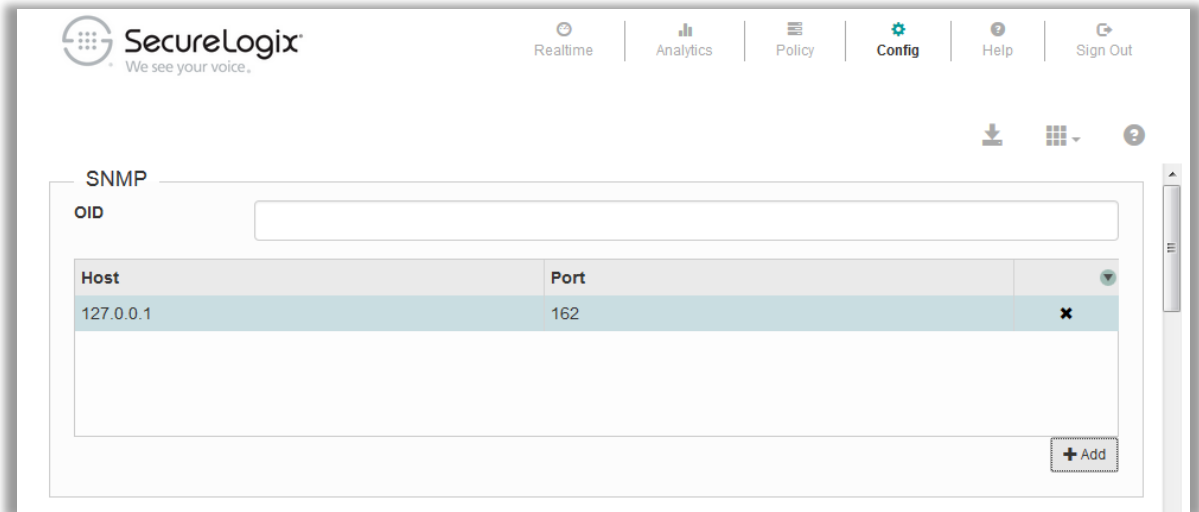 SecureLogix
We see your voice.
Realtime
Analytics
Policy
Config
Help
Sign Out
SNMP
OID
Host Port
127.0.0.1 162
Add